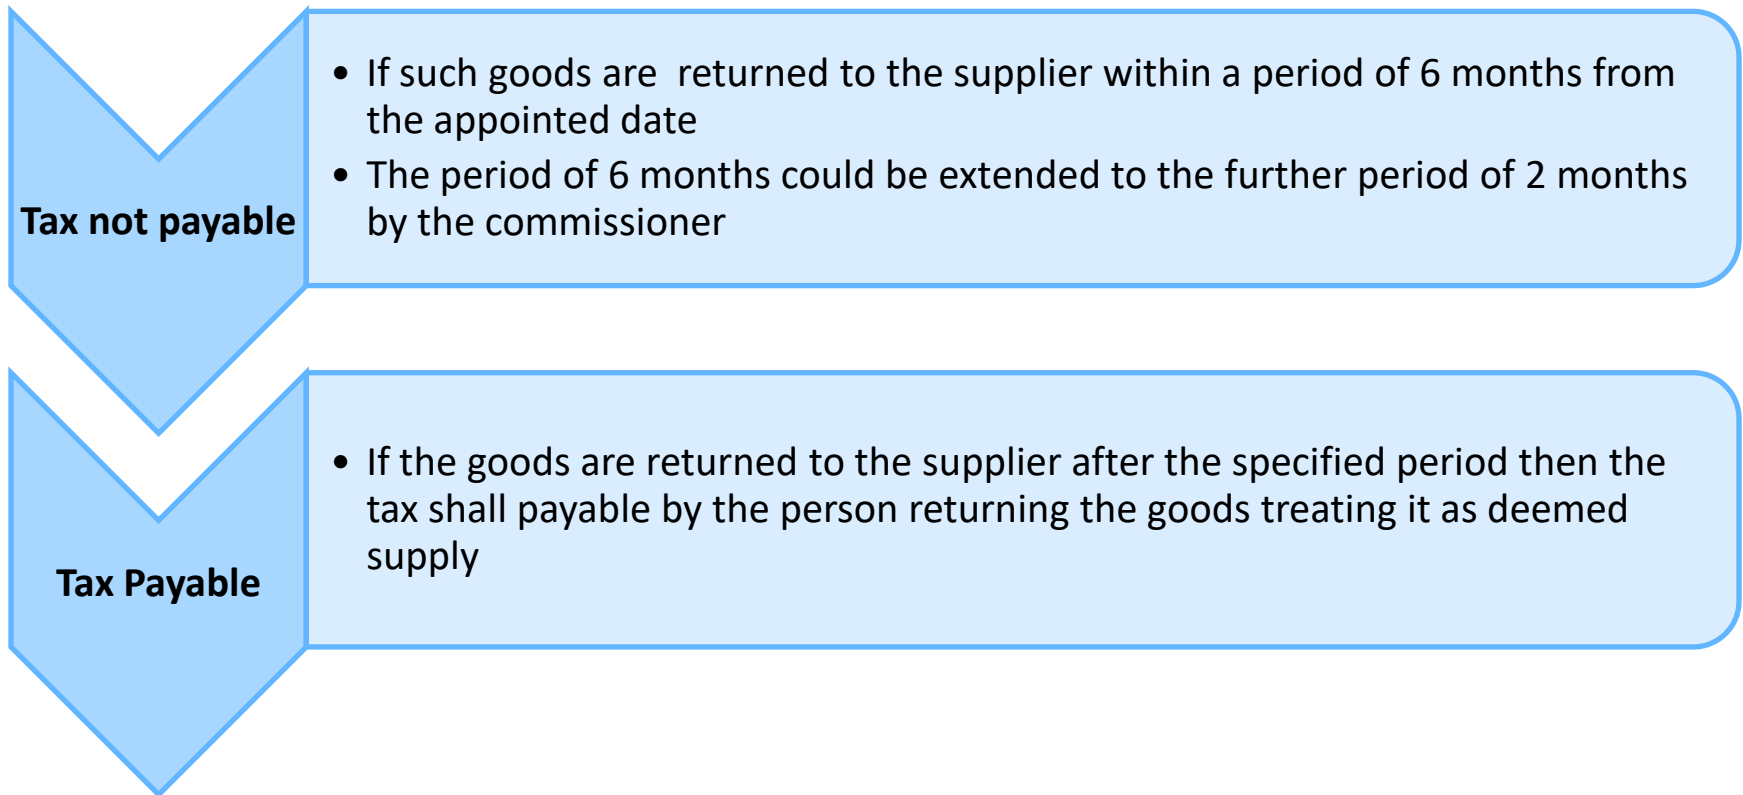 Tax not payable
• If such goods are  returned to the supplier within a period of 6 months from
the appointed date
• The period of 6 months could be extended to the further period of 2 months
by the commissioner
Tax Payable
• If the goods are returned to the supplier after the specified period then the
tax shall payable by the person returning the goods treating it as deemed
supply